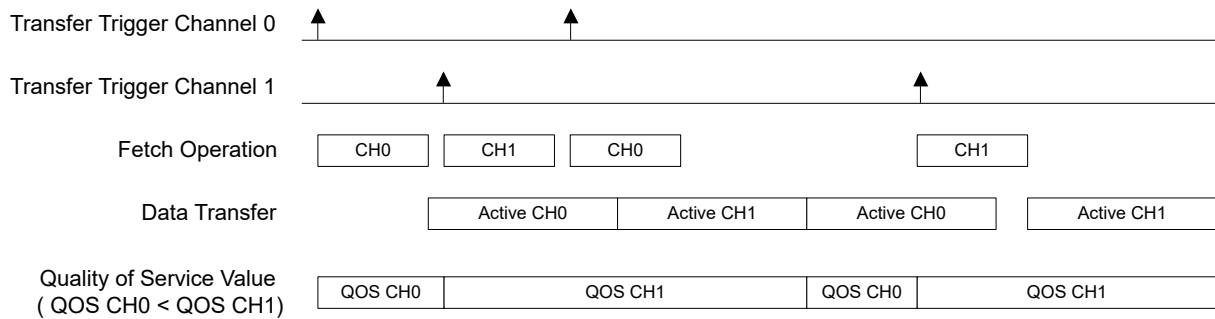 Transfer Trigger Channel 0
Transfer Trigger Channel 1
Fetch Operation
CH0
CH1
CH0
CH1
Data Transfer
Active CH0
Active CH1
Active CH0
Active CH1
Quality of Service Value
( QOS CH0 < QOS CH1)
QOS CH0
QOS CH1
QOS CH0
QOS CH1